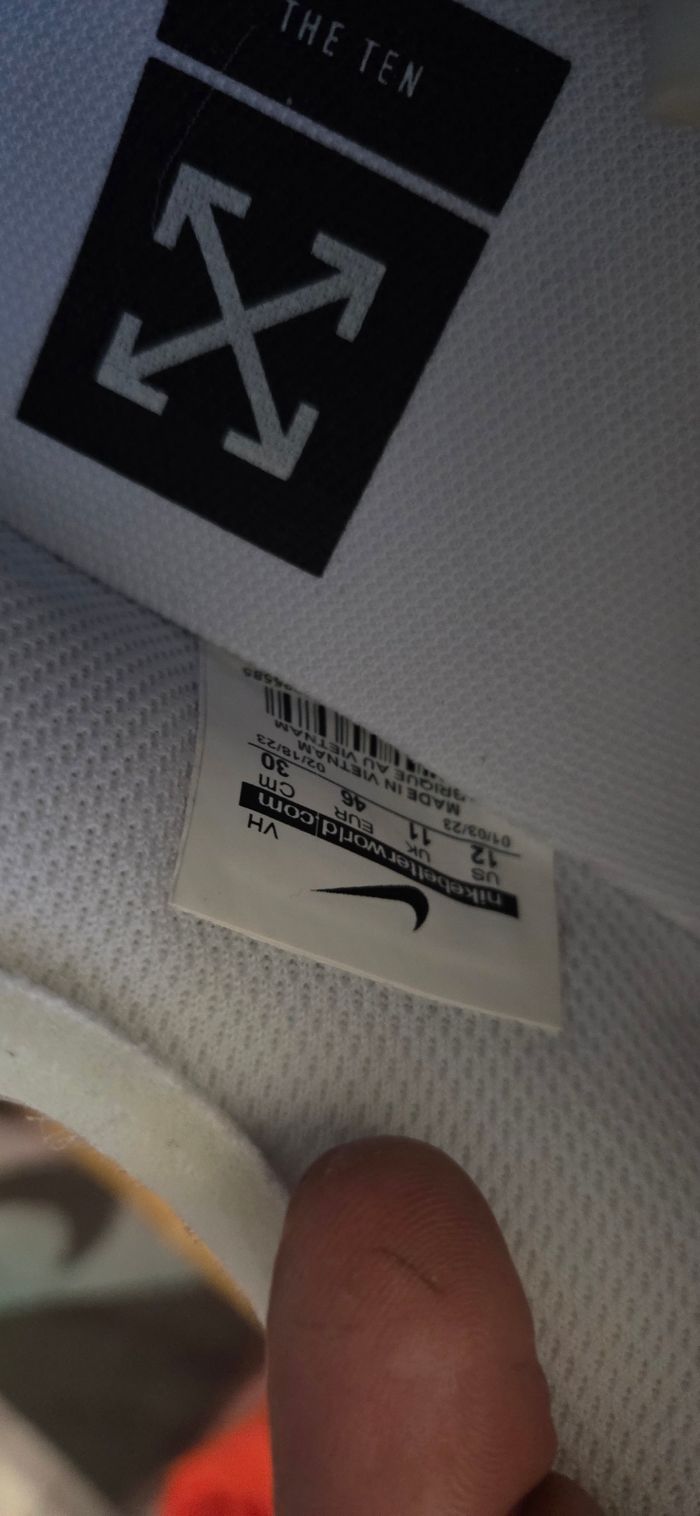 THE TEN
nikebetterworld.com VH
US UK EUR Cm
12 11 46 30
01/03/23 02/18/23
MADE IN VIETNAM
AU VIETNAM